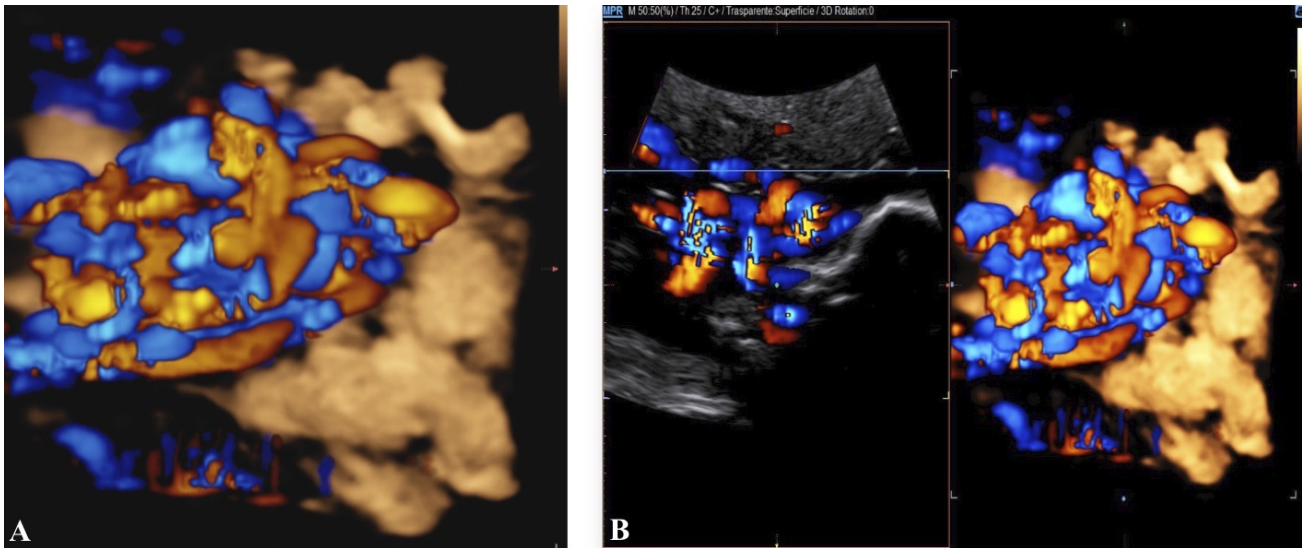 MPR M 50.50(%) / Th 25 / C+ / Trasparente:Superficie / 3D Rotation:0
A
B